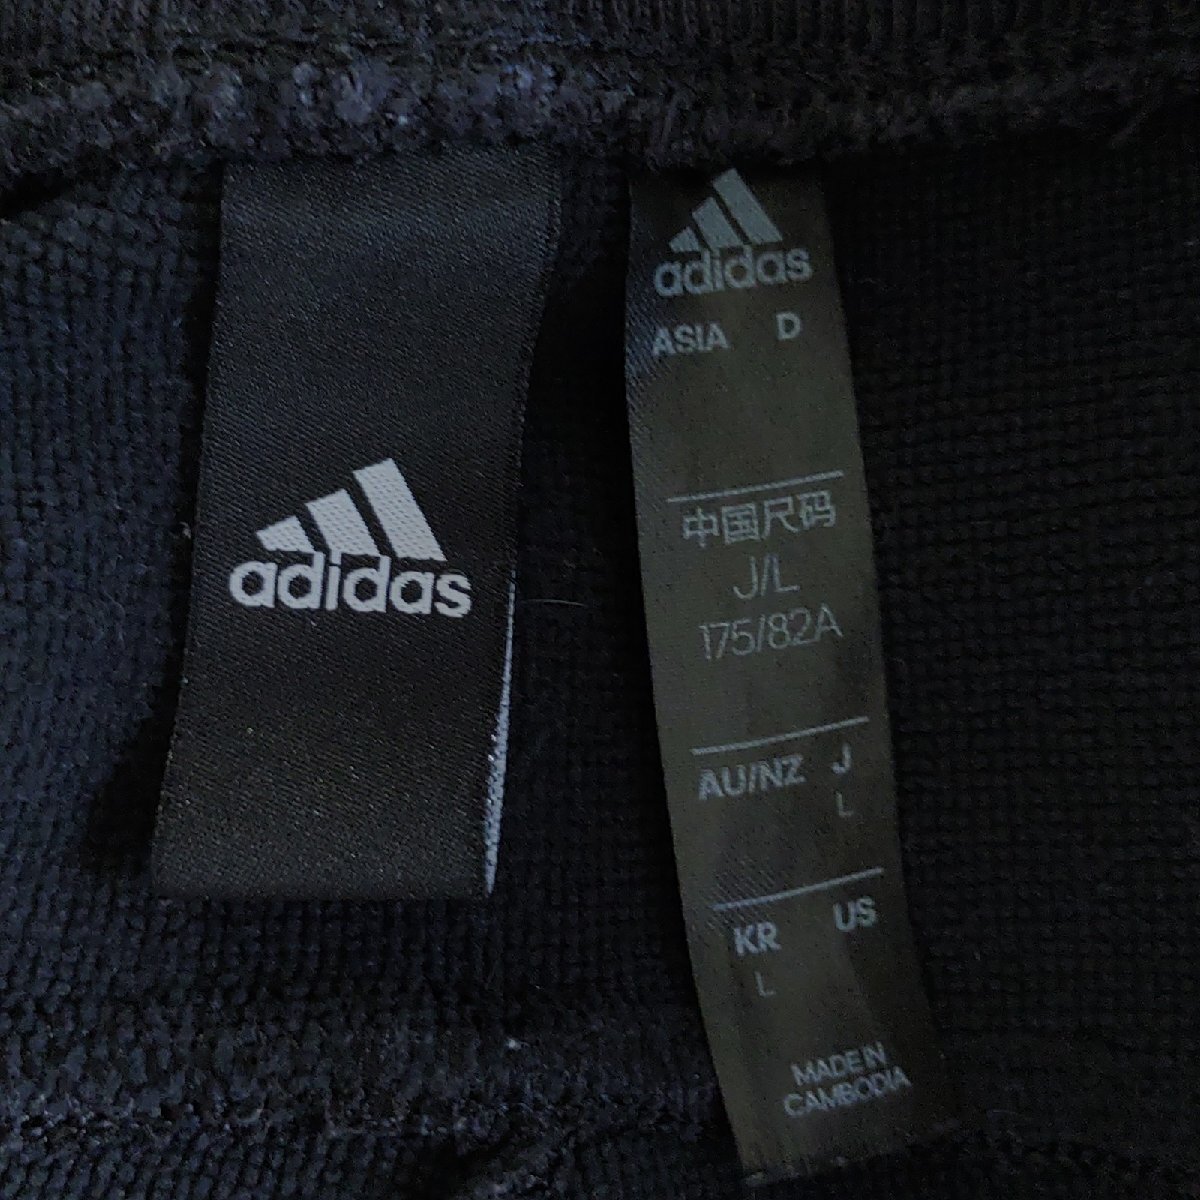 adidas
adidas
ASIA D
中国尺码
J/L
175/82A
AU/NZ J
L
KR US
L
MADE IN
CAMBODIA